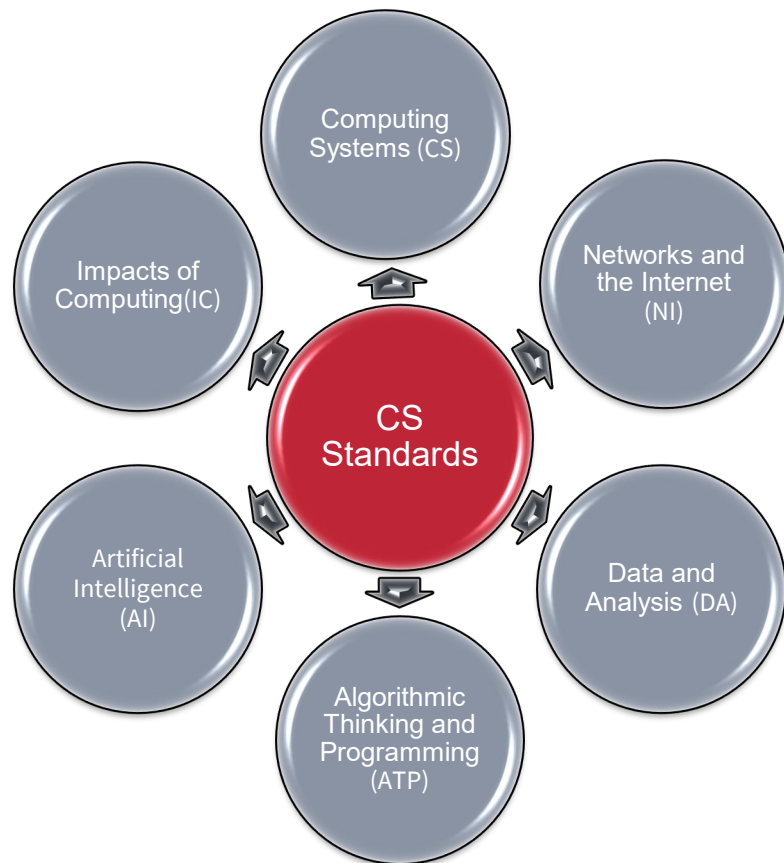 Computing
Systems (CS)
Networks and
the Internet
(NI)
Data and
Analysis (DA)
Algorithmic
Thinking and
Programming
(ATP)
Artificial
Intelligence
(AI)
Impacts of
Computing(IC)
CS
Standards